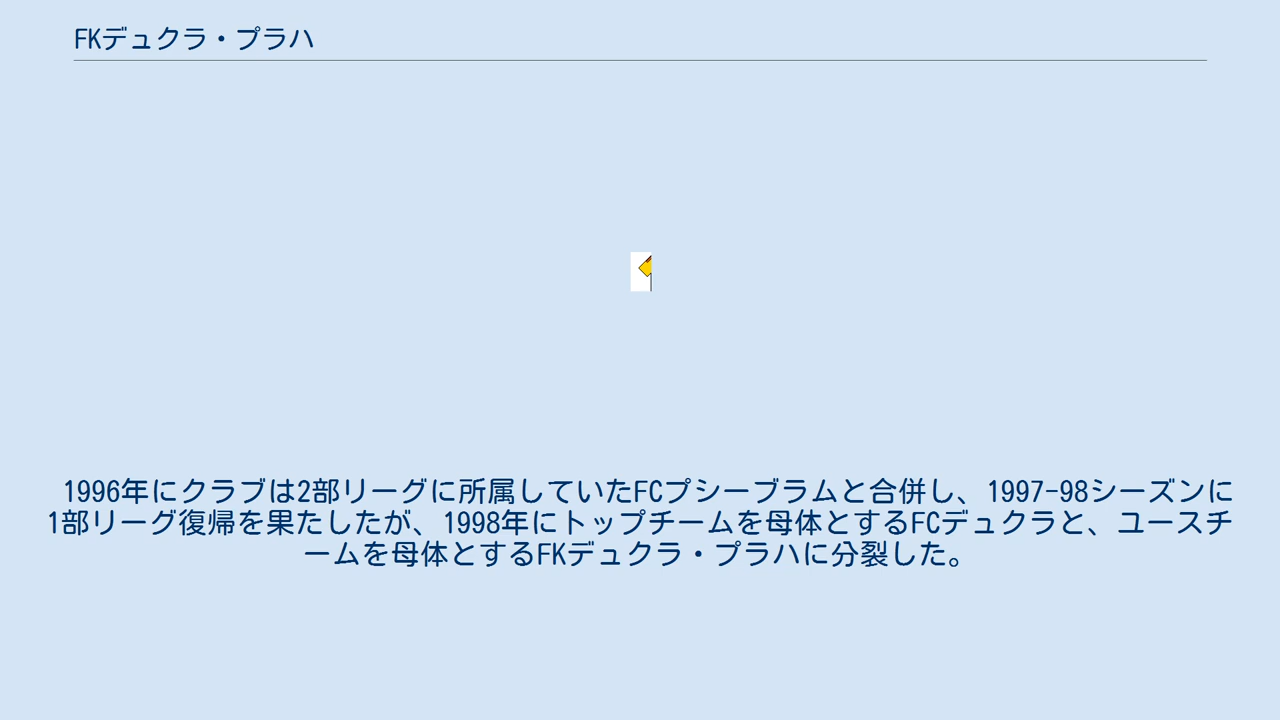 FKデュクラ・プラハ
1996年にクラブは2部リーグに所属していたFCプシーブラムと合併し、1997-98シーズンに
1部リーグ復帰を果たしたが、1998年にトップチームを母体とするFCデュクラと、ユースチ
ームを母体とするFKデュクラ・プラハに分裂した。